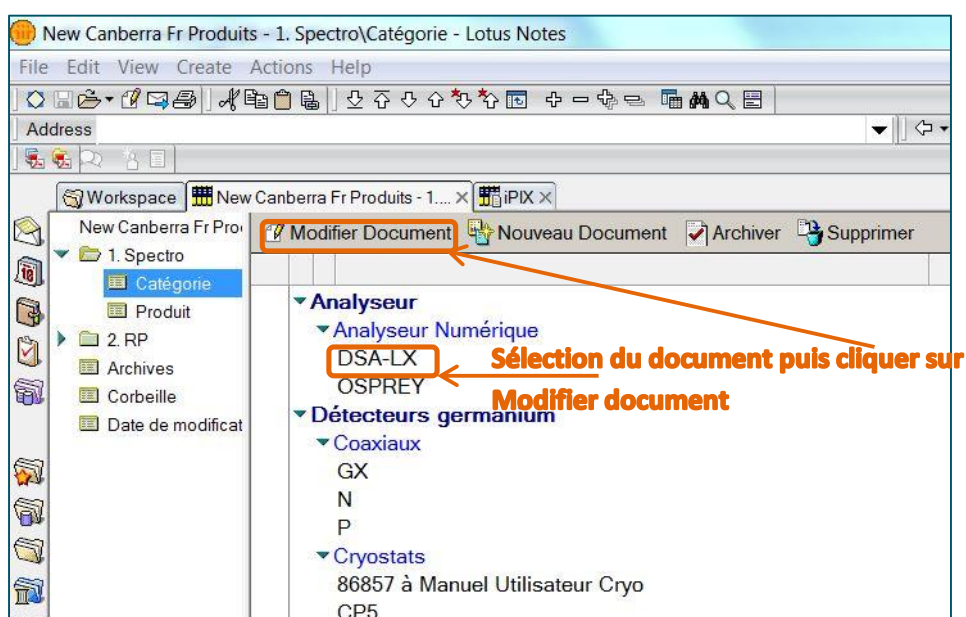 New Canberra Fr Produits - 1. Spectro\Catégorie - Lotus Notes
File Edit View Create Actions Help
Address
Workspace New Canberra Fr Produits - 1.... iPIX
New Canberra Fr Pro
Modifier Document Nouveau Document Archiver Supprimer
1. Spectro
Catégorie
Produit
2. RP
Archives
Corbeille
Date de modificat
Analyseur
Analyseur Numérique
DSA-LX
OSPREY
Sélection du document puis cliquer sur
Modifier document
Détecteurs germanium
Coaxiaux
GX
N
P
Cryostats
86857 à Manuel Utilisateur Cryo
CP5